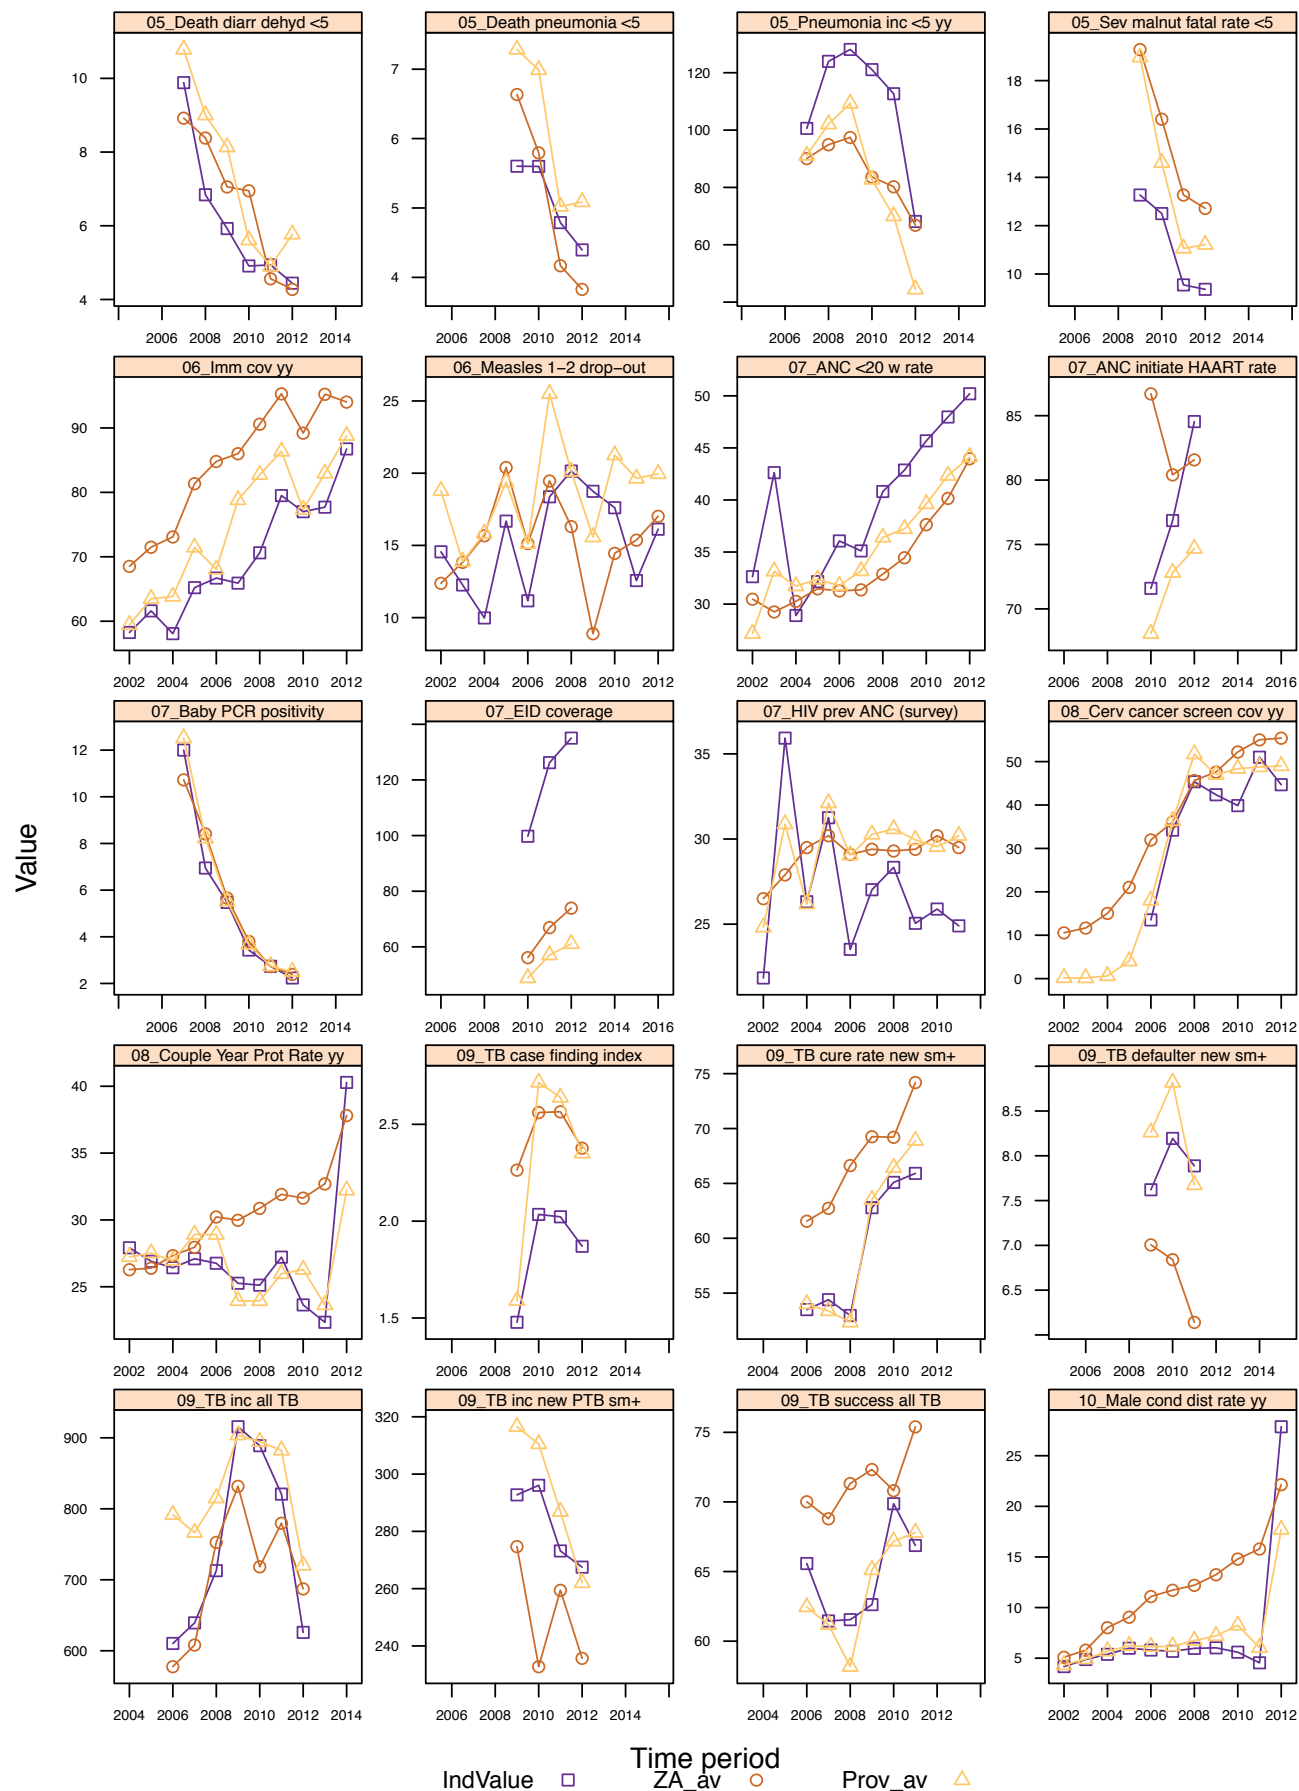 05_Death diarr dehyd <5
05_Death pneumonia <5
05_Pneumonia inc <5 yy
05_Sev malnut fatal rate <5
10
8
6
4
7
6
5
4
120
100
80
60
18
16
14
12
10
2006 2008 2010 2012 2014
2006 2008 2010 2012 2014
2006 2008 2010 2012 2014
2006 2008 2010 2012 2014
06_Imm cov yy
06_Measles 1−2 drop−out
07_ANC <20 w rate
07_ANC initiate HAART rate
90
80
70
60
25
20
15
10
50
45
40
35
30
85
80
75
70
2002 2004 2006 2008 2010 2012
2002 2004 2006 2008 2010 2012
2002 2004 2006 2008 2010 2012
2006 2008 2010 2012 2014 2016
07_Baby PCR positivity
07_EID coverage
07_HIV prev ANC (survey)
08_Cerv cancer screen cov yy
12
10
8
6
4
2
120
100
80
60
35
30
25
50
40
30
20
10
0
2006 2008 2010 2012 2014
2006 2008 2010 2012 2014 2016
2002 2004 2006 2008 2010
2002 2004 2006 2008 2010 2012
Value
08_Couple Year Prot Rate yy
09_TB case finding index
09_TB cure rate new sm+
09_TB defaulter new sm+
40
35
30
25
2.5
2.0
1.5
75
70
65
60
55
8.5
8.0
7.5
7.0
6.5
2002 2004 2006 2008 2010 2012
2006 2008 2010 2012 2014
2004 2006 2008 2010 2012
2006 2008 2010 2012 2014
09_TB inc all TB
09_TB inc new PTB sm+
09_TB success all TB
10_Male cond dist rate yy
900
800
700
600
320
300
280
260
240
75
70
65
60
25
20
15
10
5
2004 2006 2008 2010 2012 2014
2006 2008 2010 2012 2014
2004 2006 2008 2010 2012
2002 2004 2006 2008 2010 2012
Time period
IndValue ZA_av Prov_av